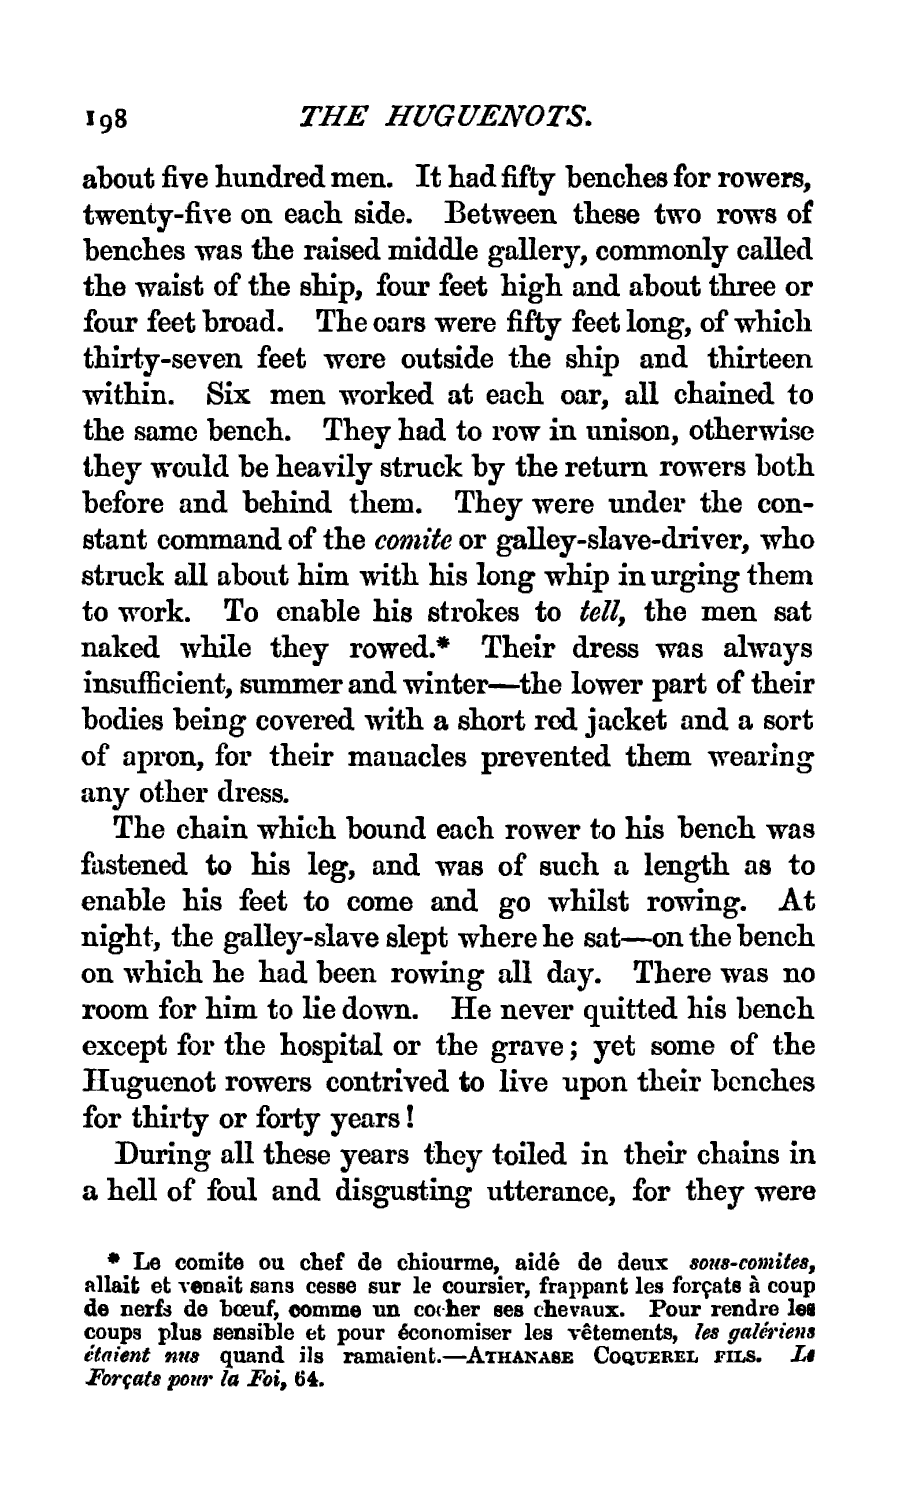 198 THE HUGUENOTS.
about five hundred men. It had fifty benches for rowers,
twenty-five on each side. Between these two rows of
benches was the raised middle gallery, commonly called
the waist of the ship, four feet high and about three or
four feet broad. The oars were fifty feet long, of which
thirty-seven feet were outside the ship and thirteen
within. Six men worked at each oar, all chained to
the same bench. They had to row in unison, otherwise
they would be heavily struck by the return rowers both
before and behind them. They were under the con-
stant command of the comite or galley-slave-driver, who
struck all about him with his long whip in urging them
to work. To enable his strokes to tell, the men sat
naked while they rowed.* Their dress was always
insufficient, summer and winter—the lower part of their
bodies being covered with a short red jacket and a sort
of apron, for their manacles prevented them wearing
any other dress.
The chain which bound each rower to his bench was
fastened to his leg, and was of such a length as to
enable his feet to come and go whilst rowing. At
night, the galley-slave slept where he sat—on the bench
on which he had been rowing all day. There was no
room for him to lie down. He never quitted his bench
except for the hospital or the grave; yet some of the
Huguenot rowers contrived to live upon their benches
for thirty or forty years!
During all these years they toiled in their chains in
a hell of foul and disgusting utterance, for they were
* Le comite ou chef de chiourme, aidé de deux sous-comites,
allait et venait sans cesse sur le coursier, frappant les forçats à coup
de nerfs de bœuf, comme un cocher ses chevaux. Pour rendre les
coups plus sensible et pour économiser les vêtements, les galériens
étaient nus quand ils ramaient.—ATHANASE COQUEREL FILS. Le
Forçats pour la Foi, 64.